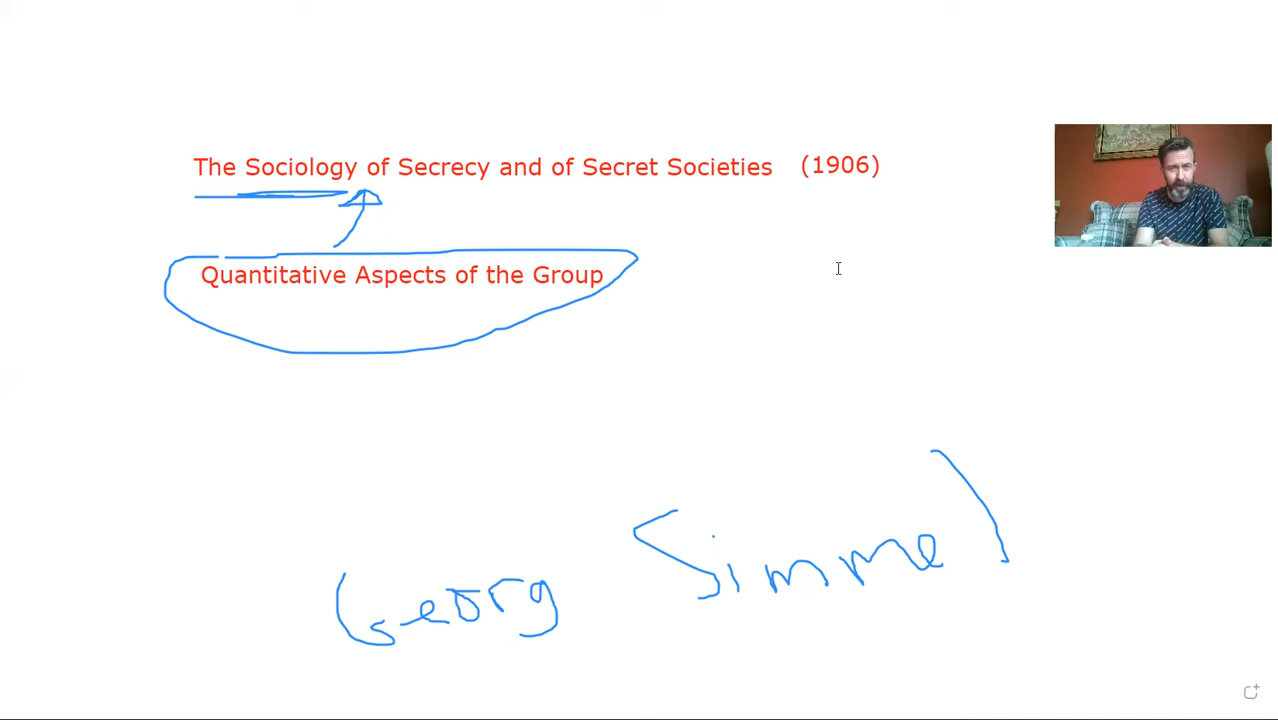 The Sociology of Secrecy and of Secret Societies (1906)
Quantitative Aspects of the Group
Georg Simmel